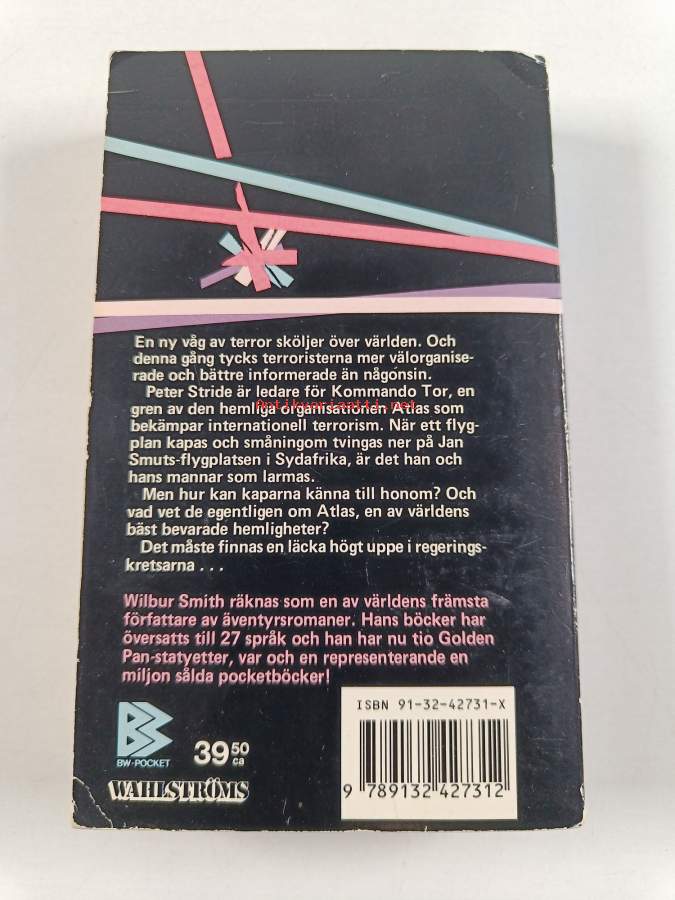 En ny våg av terror sköljer över världen. Och
denna gång tycks terroristerna mer välorganise-
rade och bättre informerade än någonsin.
Peter Stride är ledare för Kommando Tor, en
gren av den hemliga organisationen Atlas som
Antikvariaatti.net
bekämpar internationell terrorism. När ett flyg-
plan kapas och småningom tvingas ner på Jan
Smuts-flygplatsen i Sydafrika, är det han och
hans mannar som larmas.
Men hur kan kaparna känna till honom? Och
vad vet de egentligen om Atlas, en av världens
bäst bevarade hemligheter?
Det måste finnas en läcka högt uppe i regerings-
kretsarna . . .
Wilbur Smith räknas som en av världens främsta
författare av äventyrsromaner. Hans böcker har
översatts till 27 språk och han har nu tio Golden
Pan-statyetter, var och en representerande en
miljon sålda pocketböcker!
BW-POCKET
39 50 ca
WAHLSTRÖMS
ISBN 91-32-42731-X
9 789132 427312